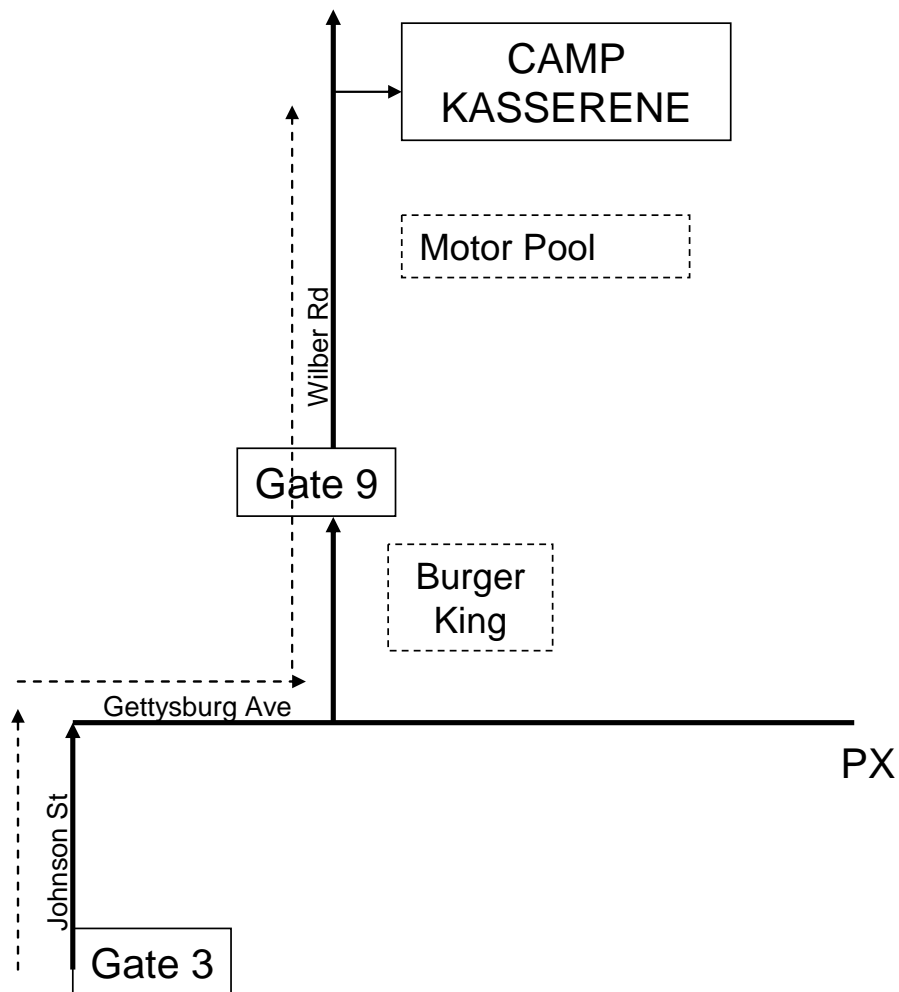 CAMP
KASSERENE
Motor Pool
Wilber Rd
Gate 9
Burger
King
Gettysburg Ave
PX
Johnson St
Gate 3